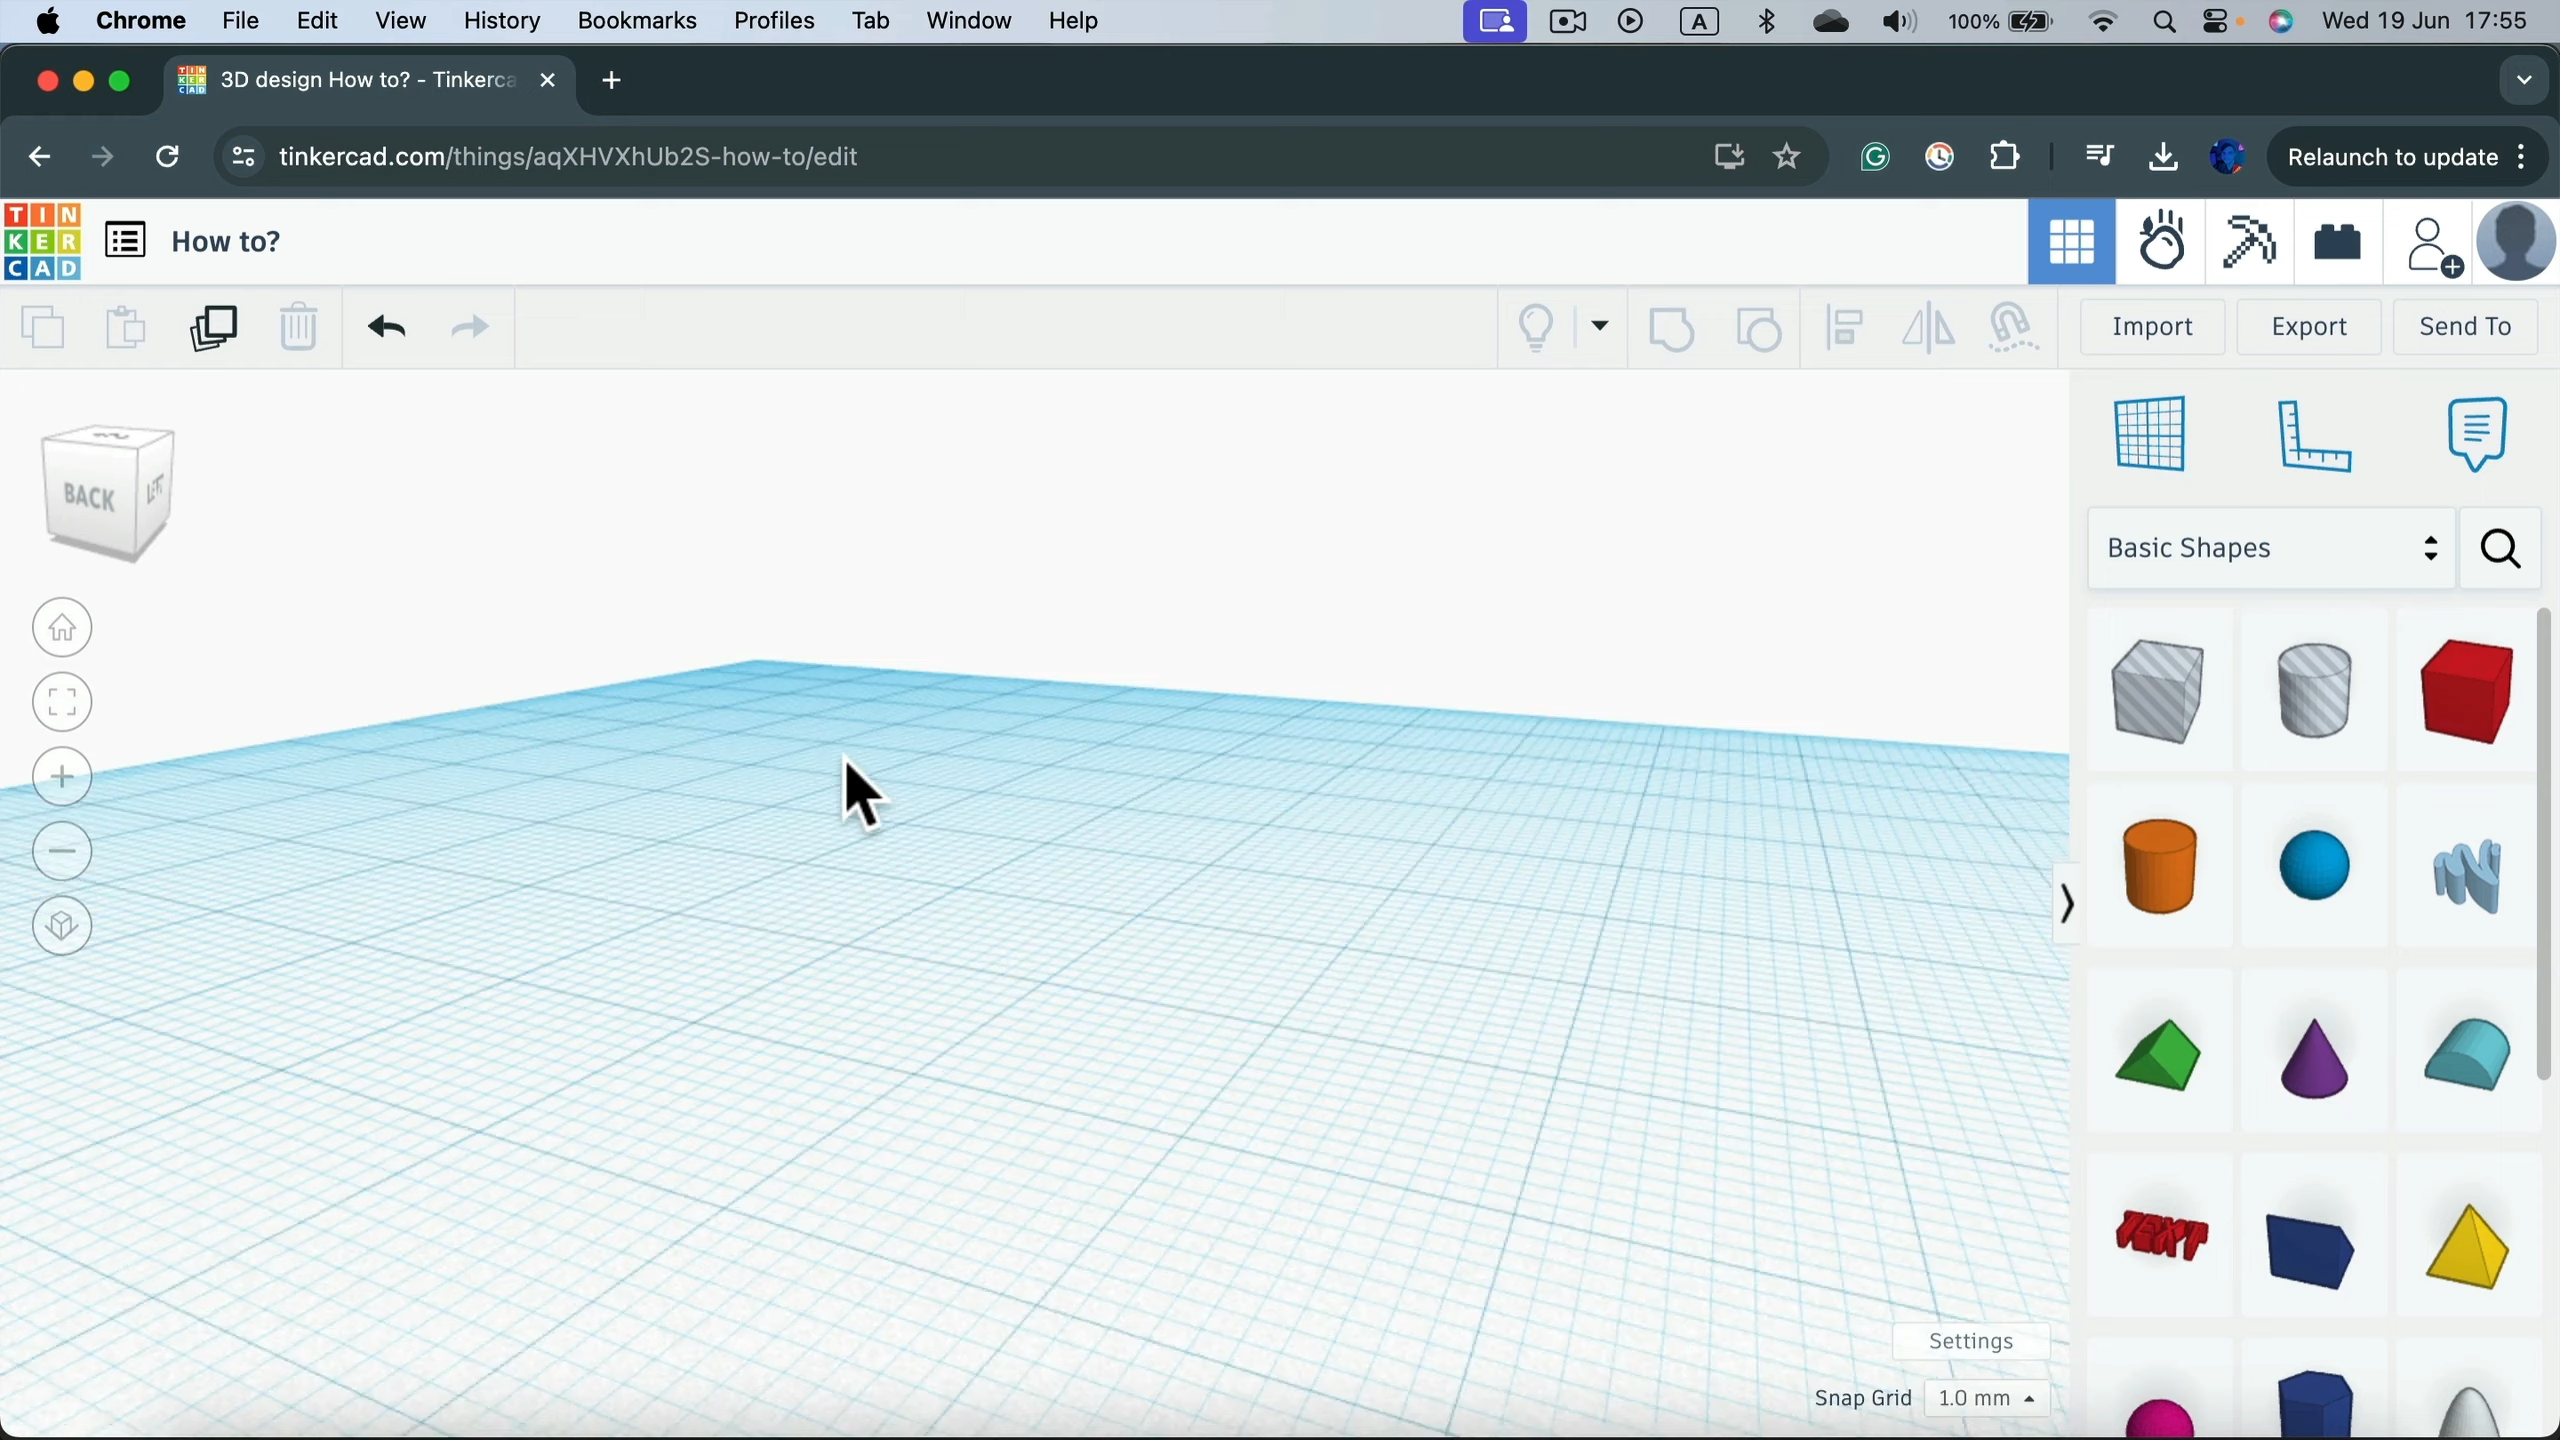 Chrome File Edit View History Bookmarks Profiles Tab Window Help A 100% Wed 19 Jun 17:55
3D design How to? - Tinkerca
tinkercad.com/things/aqXHVXhUb2S-how-to/edit
Relaunch to update
TIN
KER
CAD
How to?
Import Export Send To
BACK
LEFT
Basic Shapes
TEXT
Settings
Snap Grid 1.0 mm